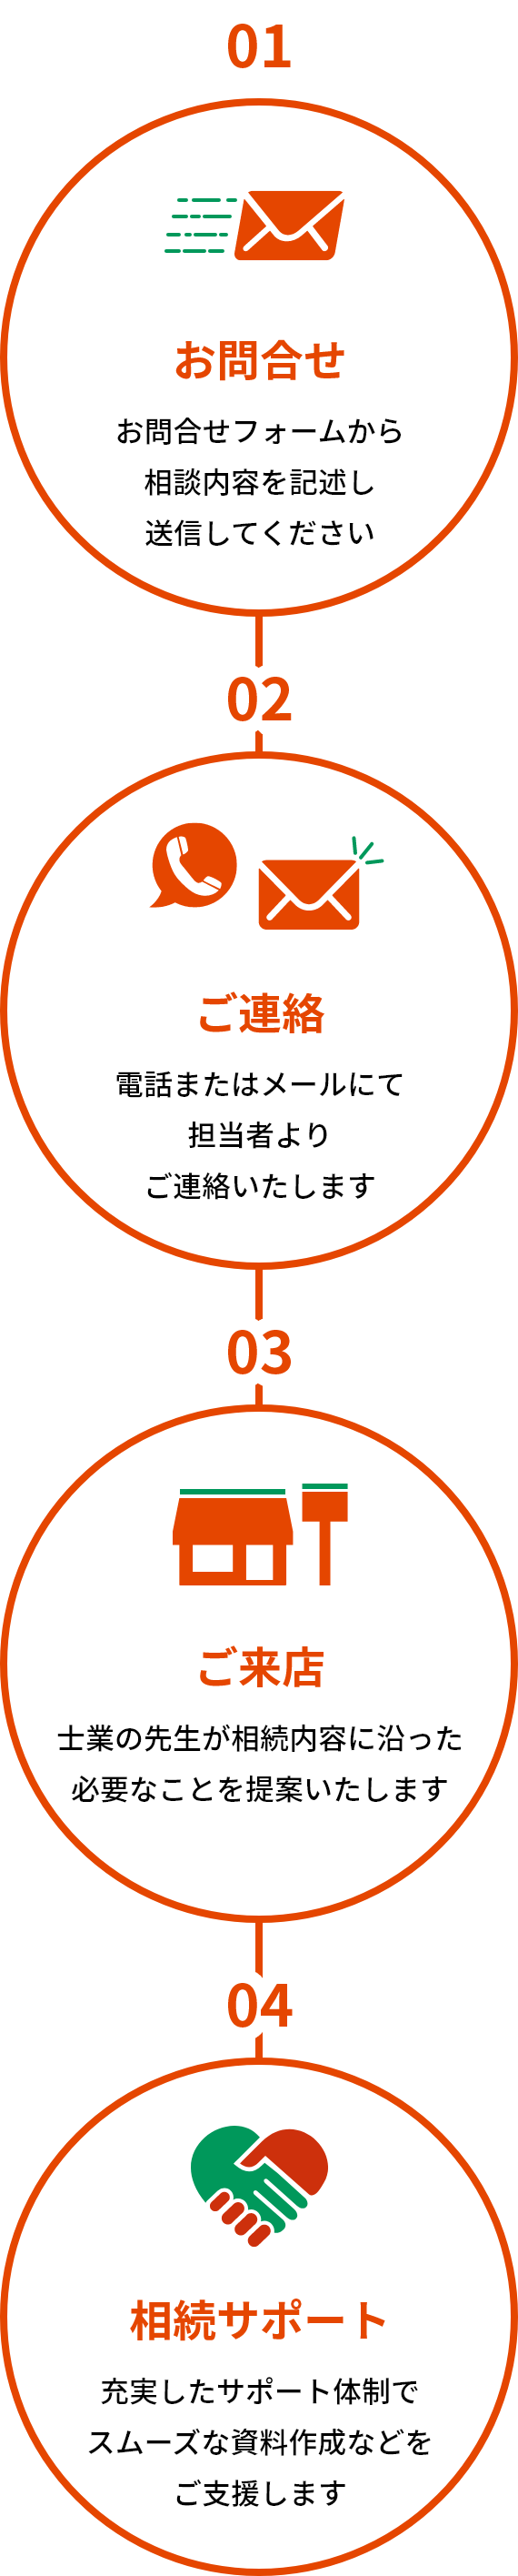 01
お問合せ
お問合せフォームから
相談内容を記述し
送信してください
02
ご連絡
電話またはメールにて
担当者より
ご連絡いたします
03
ご来店
士業の先生が相続内容に沿った
必要なことを提案いたします
04
相続サポート
充実したサポート体制で
スムーズな資料作成などを
ご支援します